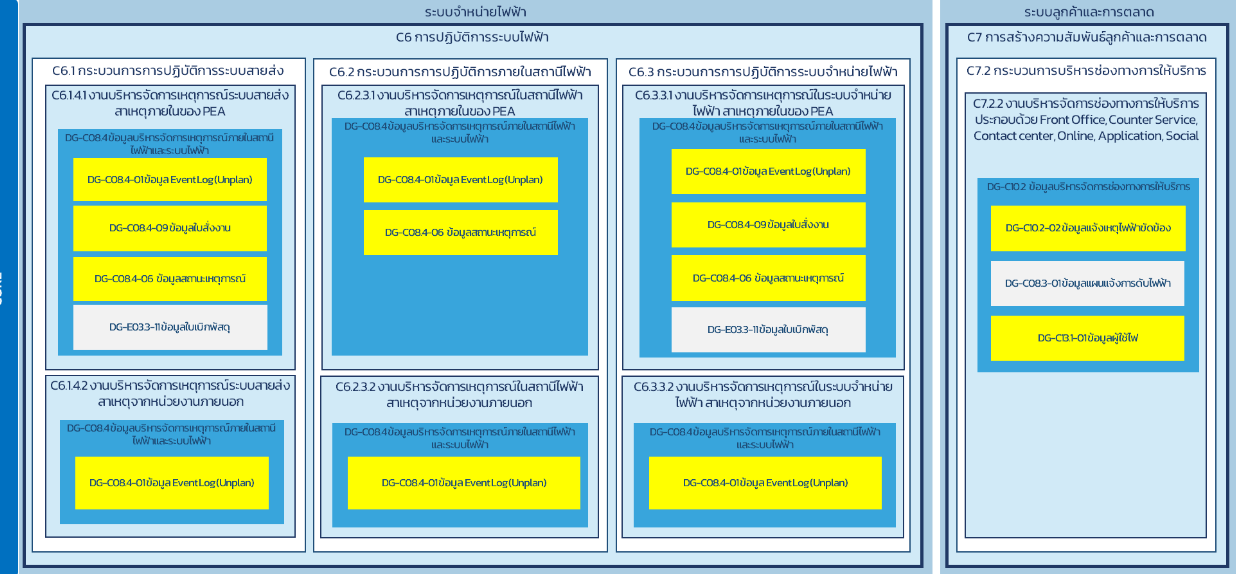 ระบบจำหน่ายไฟฟ้า
C6 การปฏิบัติการระบบไฟฟ้า
C6.1 กระบวนการการปฏิบัติการระบบสายส่ง
C6.1.4.1 งานบริหารจัดการเหตุการณ์ระบบสายส่ง
สาเหตุภายในของ PEA
DG-C08.4 ข้อมูลบริหารจัดการเหตุการณ์ภายในสถานี
ไฟฟ้าและระบบไฟฟ้า
DG-C08.4-01 ข้อมูล Event Log (Unplan)
DG-C08.4-09 ข้อมูลใบสั่งงาน
DG-C08.4-06 ข้อมูลสถานะเหตุการณ์
DG-E03.3-11 ข้อมูลใบเบิกพัสดุ
C6.1.4.2 งานบริหารจัดการเหตุการณ์ระบบสายส่ง
สาเหตุจากหน่วยงานภายนอก
DG-C08.4 ข้อมูลบริหารจัดการเหตุการณ์ภายในสถานี
ไฟฟ้าและระบบไฟฟ้า
DG-C08.4-01 ข้อมูล Event Log (Unplan)
C6.2 กระบวนการการปฏิบัติการภายในสถานีไฟฟ้า
C6.2.3.1 งานบริหารจัดการเหตุการณ์ในสถานีไฟฟ้า
สาเหตุภายในของ PEA
DG-C08.4 ข้อมูลบริหารจัดการเหตุการณ์ภายในสถานีไฟฟ้า
และระบบไฟฟ้า
DG-C08.4-01 ข้อมูล Event Log (Unplan)
DG-C08.4-06 ข้อมูลสถานะเหตุการณ์
C6.2.3.2 งานบริหารจัดการเหตุการณ์ในสถานีไฟฟ้า
สาเหตุจากหน่วยงานภายนอก
DG-C08.4 ข้อมูลบริหารจัดการเหตุการณ์ภายในสถานีไฟฟ้า
และระบบไฟฟ้า
DG-C08.4-01 ข้อมูล Event Log (Unplan)
C6.3 กระบวนการการปฏิบัติการระบบจำหน่ายไฟฟ้า
C6.3.3.1 งานบริหารจัดการเหตุการณ์ในระบบจำหน่าย
ไฟฟ้า สาเหตุภายในของ PEA
DG-C08.4 ข้อมูลบริหารจัดการเหตุการณ์ภายในสถานีไฟฟ้า
และระบบไฟฟ้า
DG-C08.4-01 ข้อมูล Event Log (Unplan)
DG-C08.4-09 ข้อมูลใบสั่งงาน
DG-C08.4-06 ข้อมูลสถานะเหตุการณ์
DG-E03.3-11 ข้อมูลใบเบิกพัสดุ
C6.3.3.2 งานบริหารจัดการเหตุการณ์ในระบบจำหน่าย
ไฟฟ้า สาเหตุจากหน่วยงานภายนอก
DG-C08.4 ข้อมูลบริหารจัดการเหตุการณ์ภายในสถานีไฟฟ้า
และระบบไฟฟ้า
DG-C08.4-01 ข้อมูล Event Log (Unplan)
ระบบลูกค้าและการตลาด
C7 การสร้างความสัมพันธ์ลูกค้าและการตลาด
C7.2 กระบวนการบริหารช่องทางการให้บริการ
C7.2.2 งานบริหารจัดการช่องทางการให้บริการ
ประกอบด้วย Front Office, Counter Service,
Contact center, Online, Application, Social
DG-C10.2 ข้อมูลบริหารจัดการช่องทางการให้บริการ
DG-C10.2-02 ข้อมูลแจ้งเหตุไฟฟ้าขัดข้อง
DG-C08.3-01 ข้อมูลแผนแจ้งการดับไฟฟ้า
DG-C13.1-01 ข้อมูลผู้ใช้ไฟ